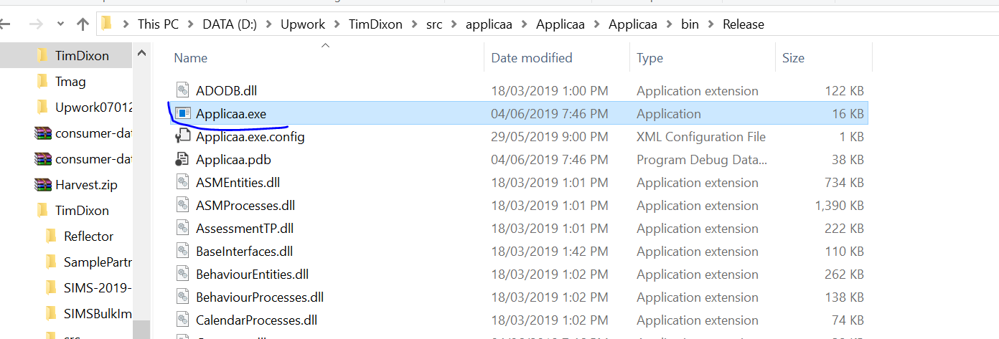 This PC > DATA (D:) > Upwork > TimDixon > src > applicaa > Applicaa > Applicaa > bin > Release
TimDixon
Tmag
Upwork07012
consumer-dat
consumer-dat
Harvest.zip
TimDixon
Reflector
SamplePartr
SIMS-2019-
SIMSBulkIm
Name Date modified Type Size
ADODB.dll 18/03/2019 1:00 PM Application extension 122 KB
Applicaa.exe 04/06/2019 7:46 PM Application 16 KB
Applicaa.exe.config 29/05/2019 9:00 PM XML Configuration File 1 KB
Applicaa.pdb 04/06/2019 7:46 PM Program Debug Data... 38 KB
ASMEntities.dll 18/03/2019 1:01 PM Application extension 734 KB
ASMProcesses.dll 18/03/2019 1:01 PM Application extension 1,390 KB
AssessmentTP.dll 18/03/2019 1:01 PM Application extension 222 KB
BaseInterfaces.dll 18/03/2019 1:42 PM Application extension 110 KB
BehaviourEntities.dll 18/03/2019 1:02 PM Application extension 262 KB
BehaviourProcesses.dll 18/03/2019 1:02 PM Application extension 138 KB
CalendarProcesses.dll 18/03/2019 1:02 PM Application extension 74 KB